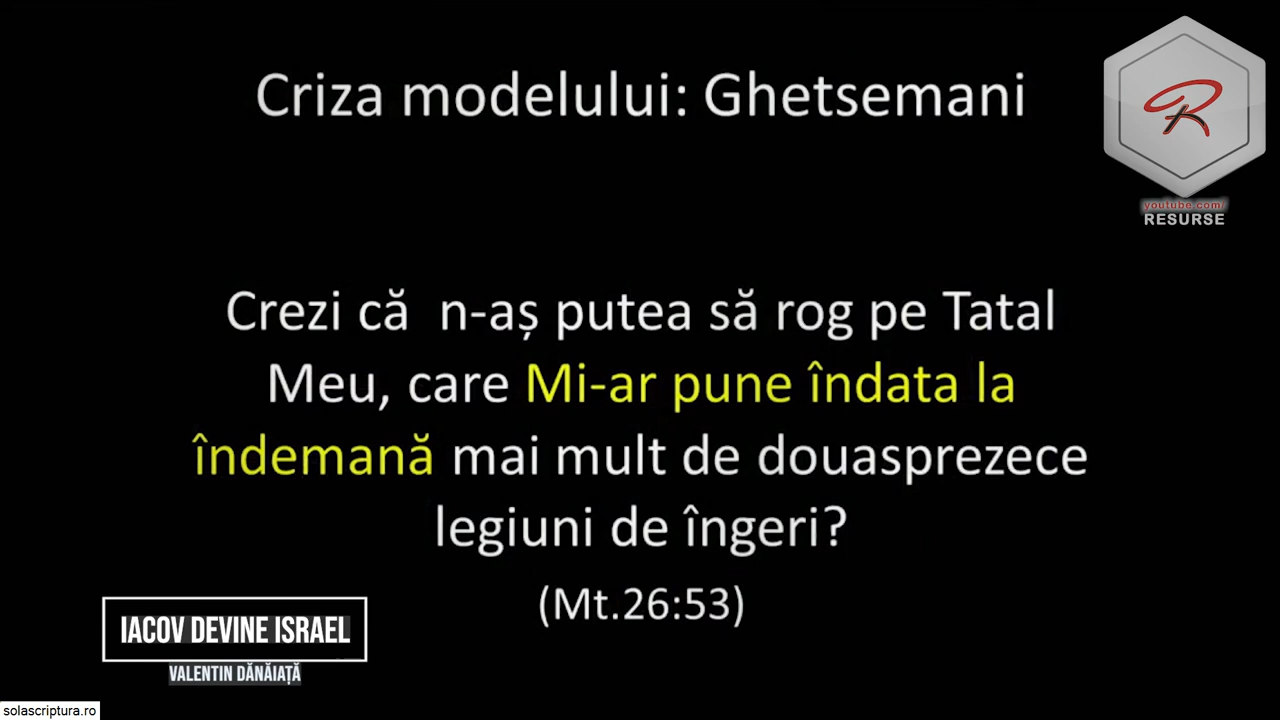 Criza modelului: Ghetsemani
R
youtube.com/
RESURSE
Crezi că n-aș putea să rog pe Tatal
Meu, care Mi-ar pune îndata la
îndemană mai mult de douasprezece
legiuni de îngeri?
(Mt.26:53)
IACOV DEVINE ISRAEL
VALENTIN DĂNĂIAȚĂ
solascriptura.ro